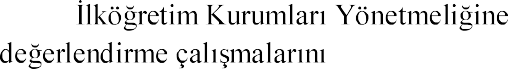 İlköğretim Kurumları Yönetmeliğine
değerlendirme çalışmalarını